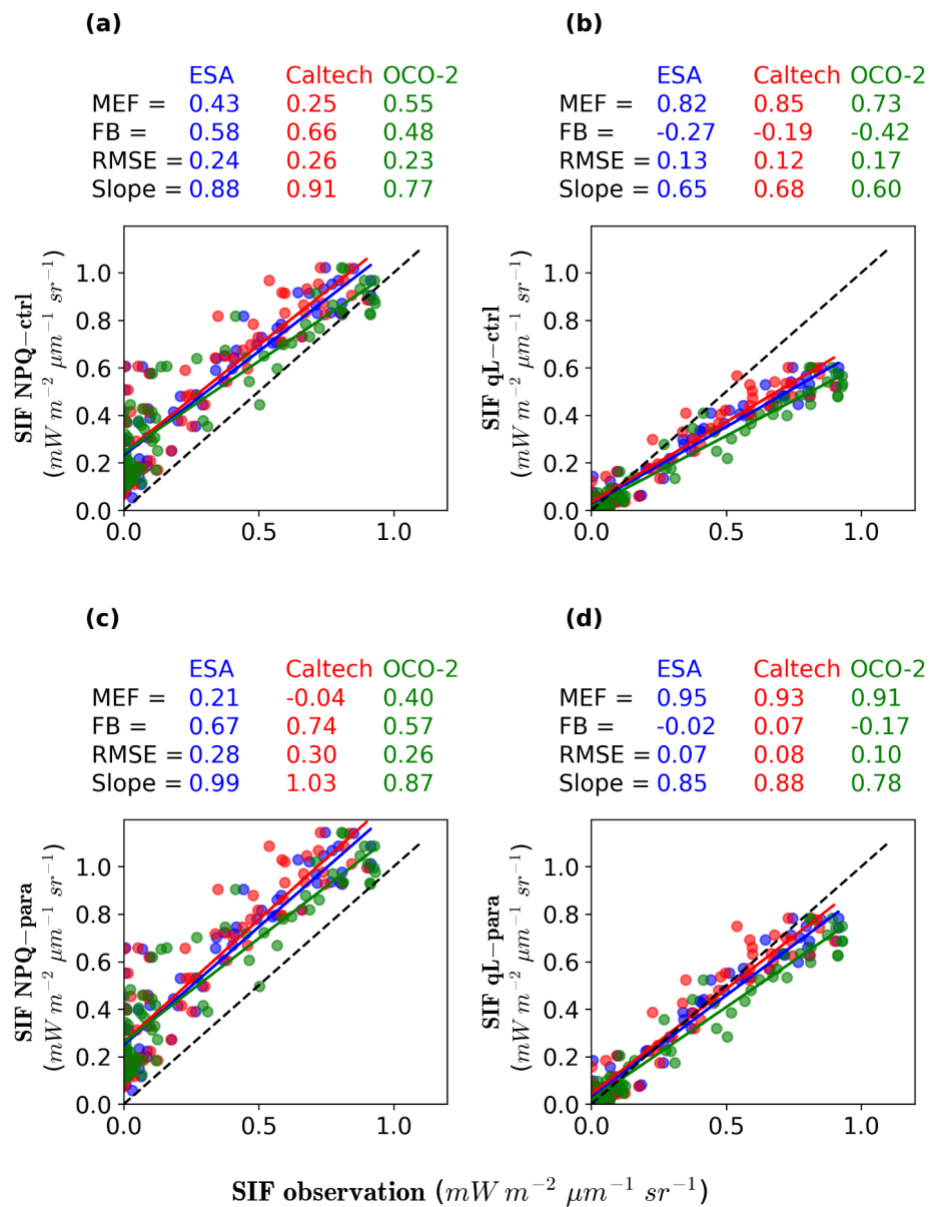 (a)
ESA Caltech OCO-2
MEF = 0.43 0.25 0.55
FB = 0.58 0.66 0.48
RMSE = 0.24 0.26 0.23
Slope = 0.88 0.91 0.77
SIF NPQ−ctrl
(mW m⁻² μm⁻¹ sr⁻¹)
1.0
0.8
0.6
0.4
0.2
0.0
0.0 0.5 1.0
(b)
ESA Caltech OCO-2
MEF = 0.82 0.85 0.73
FB = -0.27 -0.19 -0.42
RMSE = 0.13 0.12 0.17
Slope = 0.65 0.68 0.60
SIF qL−ctrl
(mW m⁻² μm⁻¹ sr⁻¹)
1.0
0.8
0.6
0.4
0.2
0.0
0.0 0.5 1.0
(c)
ESA Caltech OCO-2
MEF = 0.21 -0.04 0.40
FB = 0.67 0.74 0.57
RMSE = 0.28 0.30 0.26
Slope = 0.99 1.03 0.87
SIF NPQ−para
(mW m⁻² μm⁻¹ sr⁻¹)
1.0
0.8
0.6
0.4
0.2
0.0
0.0 0.5 1.0
(d)
ESA Caltech OCO-2
MEF = 0.95 0.93 0.91
FB = -0.02 0.07 -0.17
RMSE = 0.07 0.08 0.10
Slope = 0.85 0.88 0.78
SIF qL−para
(mW m⁻² μm⁻¹ sr⁻¹)
1.0
0.8
0.6
0.4
0.2
0.0
0.0 0.5 1.0
SIF observation (mW m⁻² μm⁻¹ sr⁻¹)